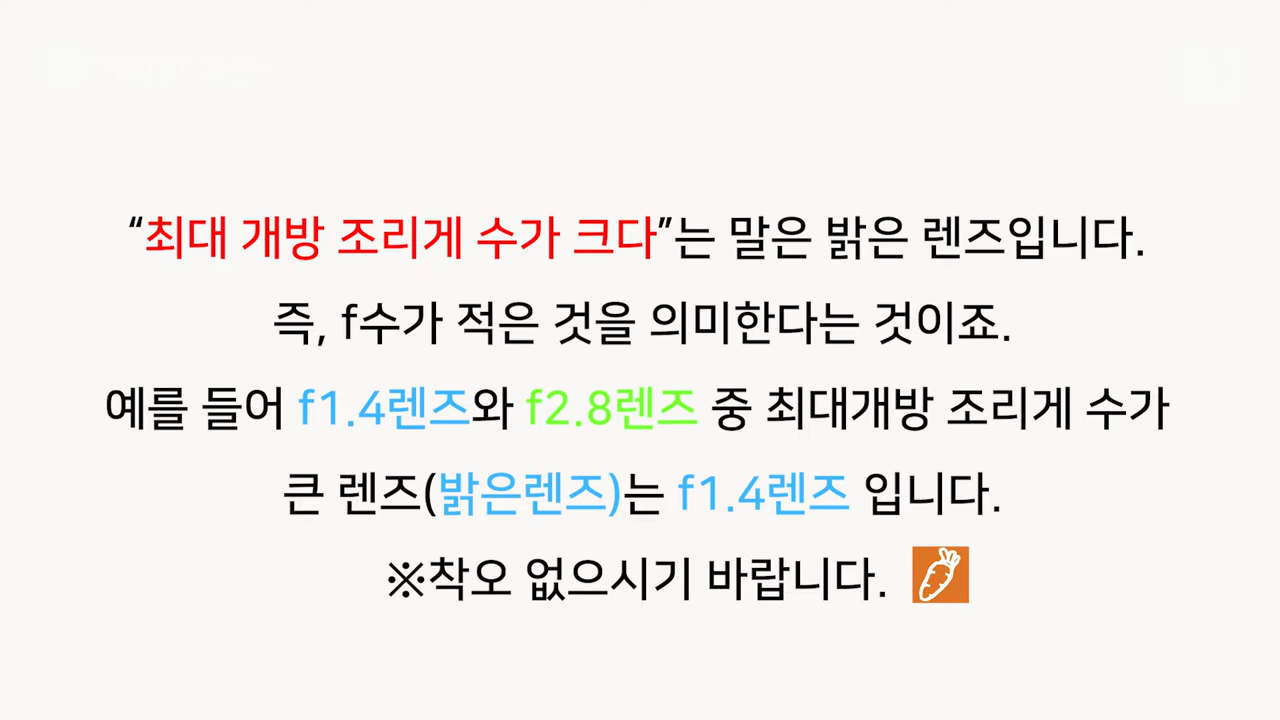 “최대 개방 조리게 수가 크다”는 말은 밝은 렌즈입니다.
즉, f수가 적은 것을 의미한다는 것이죠.
예를 들어 f1.4렌즈와 f2.8렌즈 중 최대개방 조리게 수가
큰 렌즈(밝은렌즈)는 f1.4렌즈 입니다.
※착오 없으시기 바랍니다.